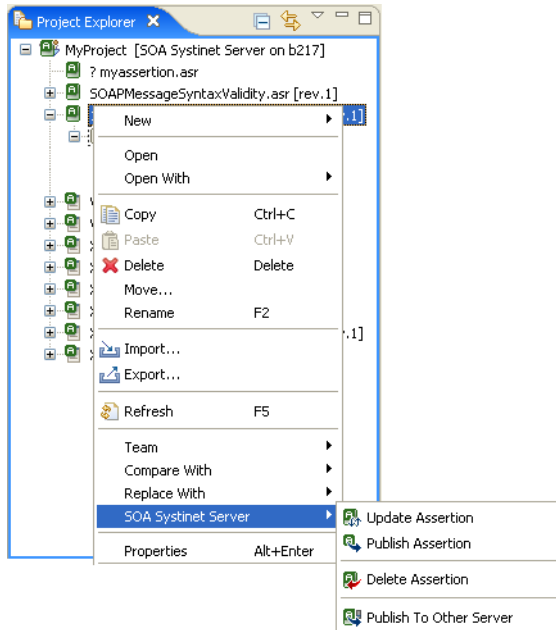 Project Explorer
MyProject [SOA Systinet Server on b217]
? myassertion.asr
SOAPMessageSyntaxValidity.asr [rev.1]
.1]
New
Open
Open With
Copy Ctrl+C
Paste Ctrl+V
Delete Delete
Move...
Rename F2
.1]
Import...
Export...
Refresh F5
Team
Compare With
Replace With
SOA Systinet Server
Update Assertion
Properties Alt+Enter
Publish Assertion
Delete Assertion
Publish To Other Server